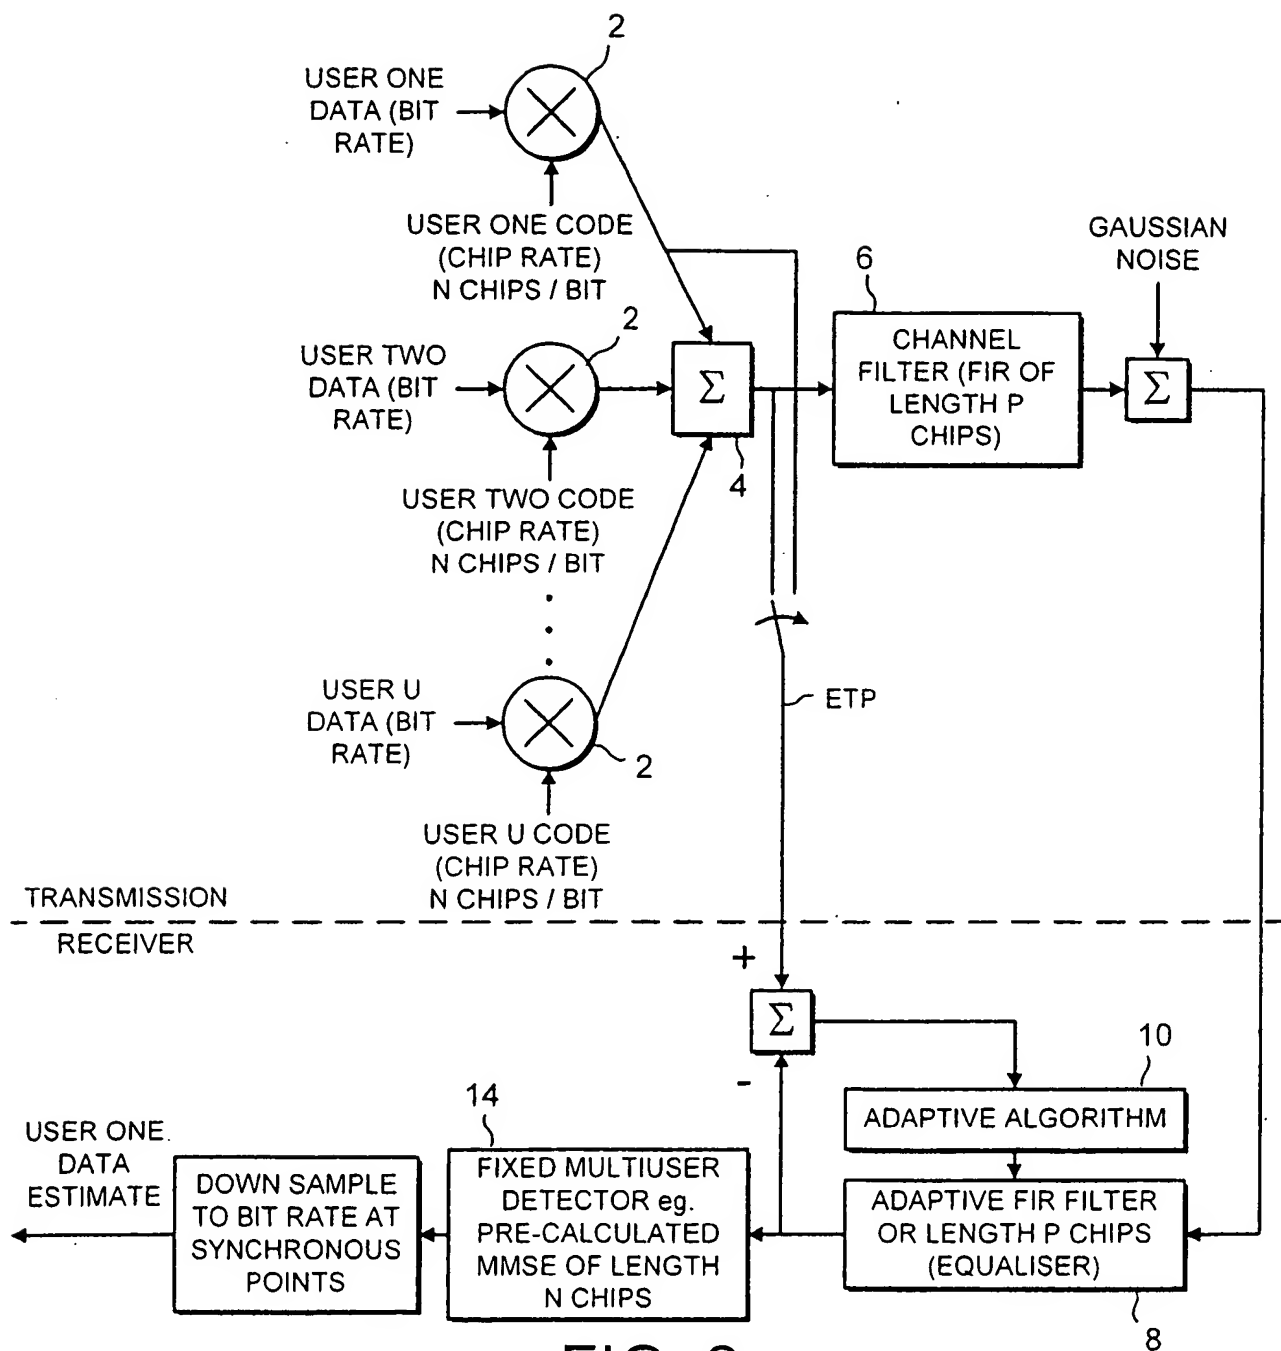 2
USER ONE
DATA (BIT
RATE)
USER ONE CODE
(CHIP RATE)
N CHIPS / BIT
2
USER TWO
DATA (BIT
RATE)
Σ
4
USER TWO CODE
(CHIP RATE)
N CHIPS / BIT
6
CHANNEL
FILTER (FIR OF
LENGTH P
CHIPS)
GAUSSIAN
NOISE
Σ
USER U
DATA (BIT
RATE)
2
USER U CODE
(CHIP RATE)
N CHIPS / BIT
ETP
TRANSMISSION
RECEIVER
+
Σ
-
10
ADAPTIVE ALGORITHM
ADAPTIVE FIR FILTER
OR LENGTH P CHIPS
(EQUALISER)
8
14
FIXED MULTIUSER
DETECTOR eg.
PRE-CALCULATED
MMSE OF LENGTH
N CHIPS
DOWN SAMPLE
TO BIT RATE AT
SYNCHRONOUS
POINTS
USER ONE.
DATA
ESTIMATE